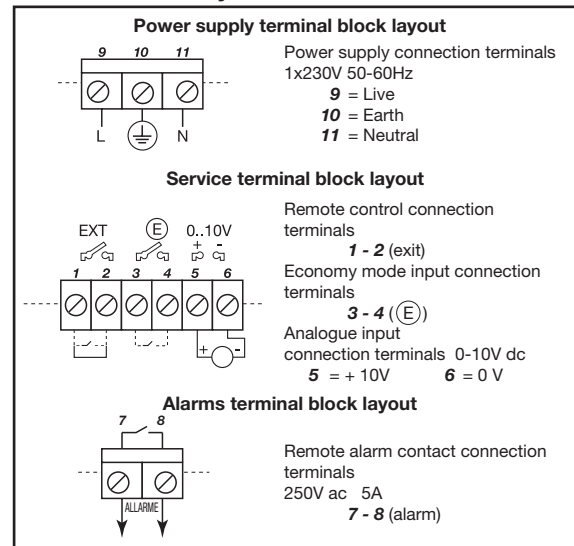 Power supply terminal block layout
9 10 11
L N
Power supply connection terminals
1x230V 50-60Hz
9 = Live
10 = Earth
11 = Neutral
Service terminal block layout
EXT E 0..10V
+ -
1 2 3 4 5 6
+ -
Remote control connection
terminals
1 - 2 (exit)
Economy mode input connection
terminals
3 - 4 (E)
Analogue input
connection terminals 0-10V dc
5 = + 10V 6 = 0 V
Alarms terminal block layout
7 8
ALLARME
Remote alarm contact connection
terminals
250V ac 5A
7 - 8 (alarm)